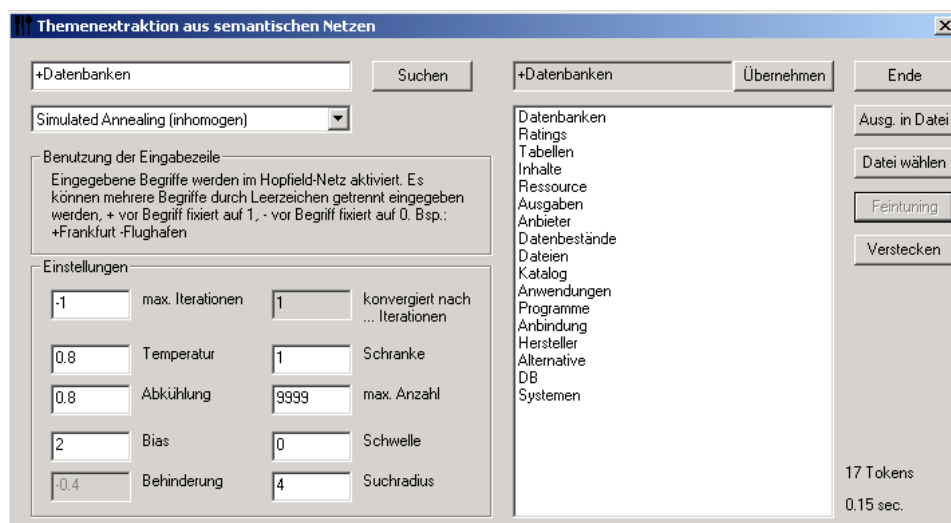 Themenextraktion aus semantischen Netzen
+Datenbanken
Suchen
Simulated Annealing (inhomogen)
Benutzung der Eingabezeile
Eingegebene Begriffe werden im Hopfield-Netz aktiviert. Es
können mehrere Begriffe durch Leerzeichen getrennt eingegeben
werden, + vor Begriff fixiert auf 1, - vor Begriff fixiert auf 0. Bsp.:
+Frankfurt -Flughafen
Einstellungen
-1 max. Iterationen 1 konvergiert nach
... Iterationen
0.8 Temperatur 1 Schranke
0.8 Abkühlung 9999 max. Anzahl
2 Bias 0 Schwelle
-0.4 Behinderung 4 Suchradius
+Datenbanken
Übernehmen
Datenbanken
Ratings
Tabellen
Inhalte
Ressource
Ausgaben
Anbieter
Datenbestände
Dateien
Katalog
Anwendungen
Programme
Anbindung
Hersteller
Alternative
DB
Systemen
Ende
Ausg. in Datei
Datei wählen
Feintuning
Verstecken
17 Tokens
0.15 sec.